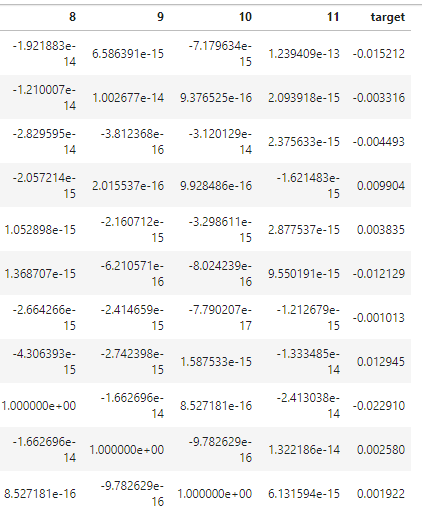 8 9 10 11 target
-1.921883e-14 6.586391e-15 -7.179634e-15 1.239409e-13 -0.015212
-1.210007e-14 1.002677e-14 9.376525e-16 2.093918e-15 -0.003316
-2.829595e-14 -3.812368e-16 -3.120129e-14 2.375633e-15 -0.004493
-2.057214e-15 2.015537e-16 9.928486e-16 -1.621483e-15 0.009904
1.052898e-15 -2.160712e-15 -3.298611e-15 2.877537e-15 0.003835
1.368707e-15 -6.210571e-16 -8.024239e-16 9.550191e-15 -0.012129
-2.664266e-15 -2.414659e-15 -7.790207e-17 -1.212679e-15 -0.001013
-4.306393e-15 -2.742398e-15 1.587533e-15 -1.333485e-14 0.012945
1.000000e+00 -1.662696e-14 8.527181e-16 -2.413038e-14 -0.022910
-1.662696e-14 1.000000e+00 -9.782629e-16 1.322186e-14 0.002580
8.527181e-16 -9.782629e-16 1.000000e+00 6.131594e-15 0.001922